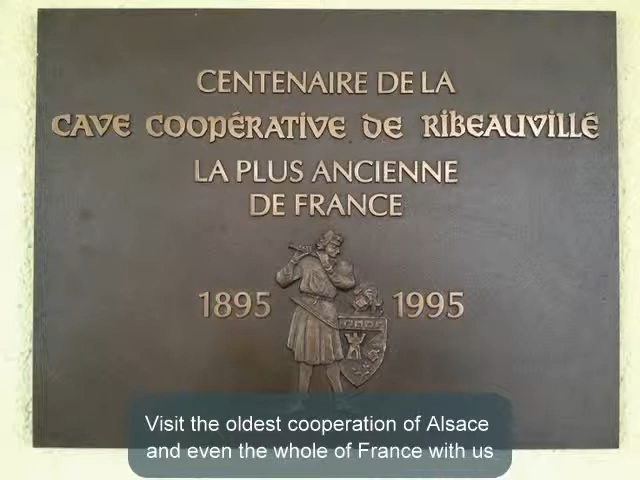 CENTENAIRE DE LA
CAVE COOPÉRATIVE DE RIBEAUVILLÉ
LA PLUS ANCIENNE
DE FRANCE
1895 1995
Visit the oldest cooperation of Alsace
and even the whole of France with us